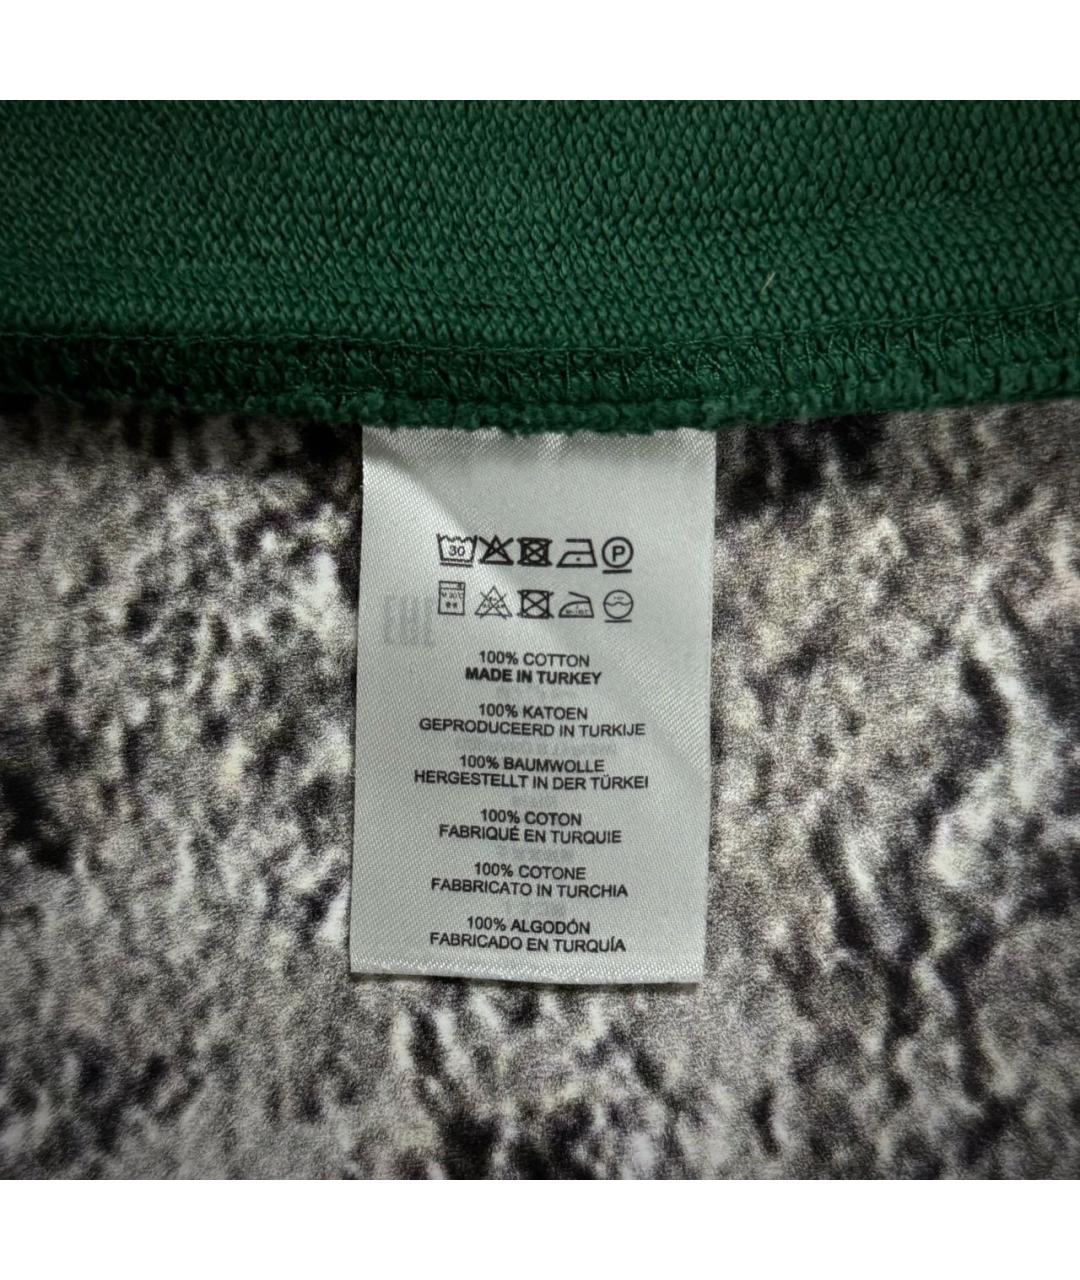 30
P
100% COTTON
MADE IN TURKEY
100% KATOEN
GEPRODUCEERD IN TURKIJE
100% BAUMWOLLE
HERGESTELLT IN DER TÜRKEI
100% COTON
FABRIQUÉ EN TURQUIE
100% COTONE
FABBRICATO IN TURCHIA
100% ALGODÓN
FABRICADO EN TURQUÍA